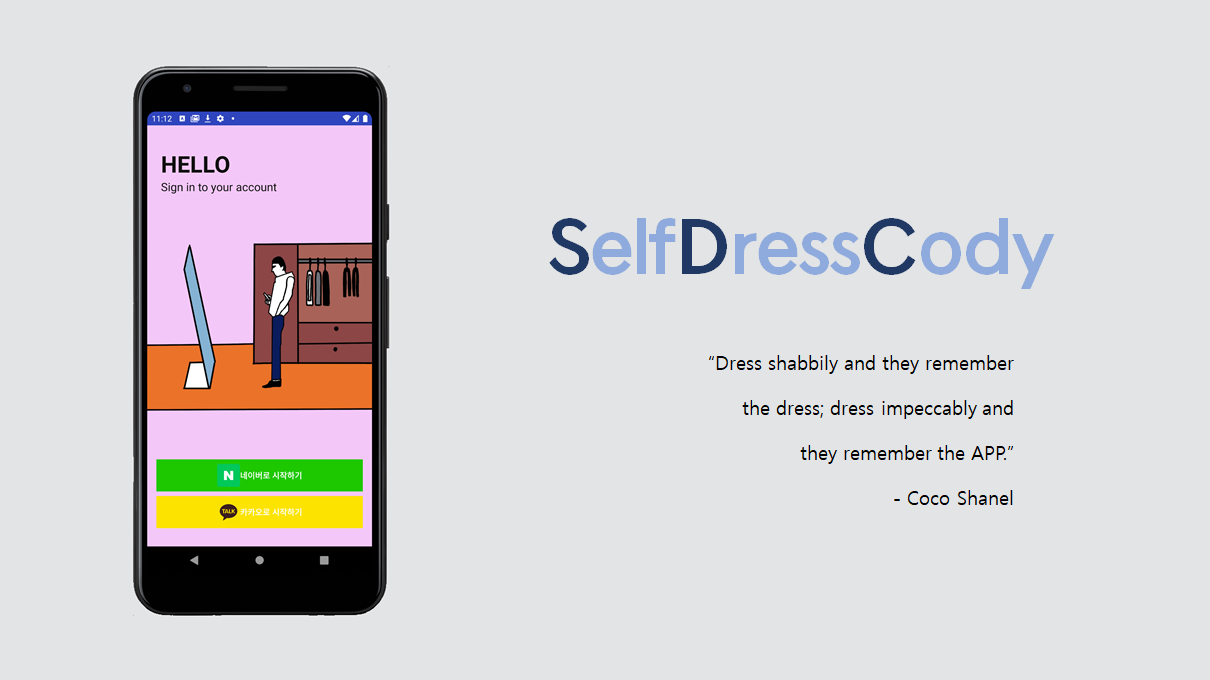 11:12
HELLO
Sign in to your account
N 네이버로 시작하기
TALK 카카오로 시작하기
SelfDressCody
“Dress shabbily and they remember
the dress; dress impeccably and
they remember the APP.”
- Coco Shanel